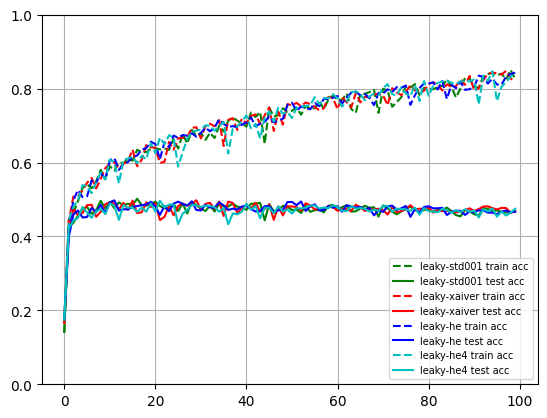 1.0
0.8
0.6
0.4
0.2
0.0
0 20 40 60 80 100
leaky-std001 train acc
leaky-std001 test acc
leaky-xaiver train acc
leaky-xaiver test acc
leaky-he train acc
leaky-he test acc
leaky-he4 train acc
leaky-he4 test acc